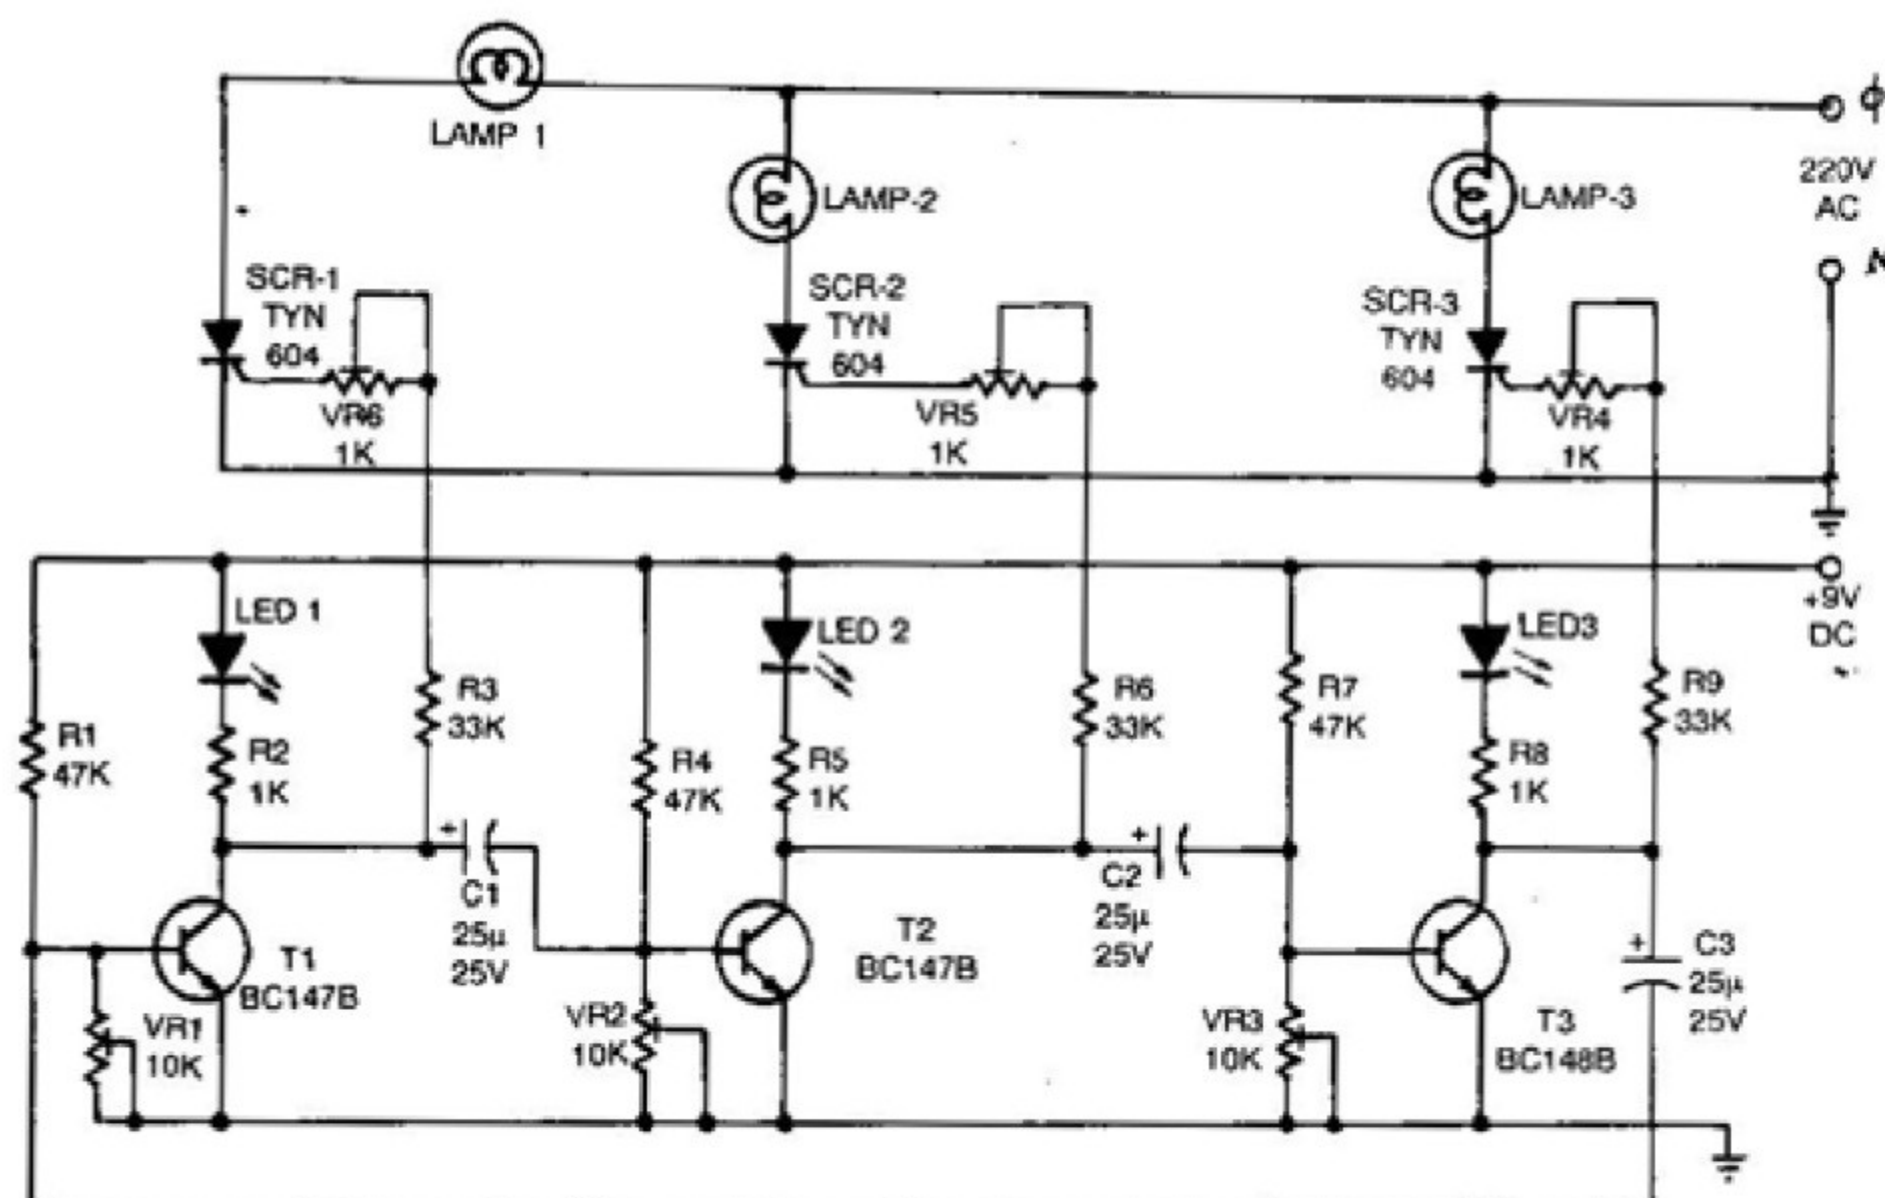 LAMP 1
ϕ
220V
AC
N
LAMP-2
LAMP-3
SCR-1
TYN
604
SCR-2
TYN
604
SCR-3
TYN
604
VR6
1K
VR5
1K
VR4
1K
LED 1
LED 2
LED3
+9V
DC
R1
47K
R2
1K
R3
33K
R4
47K
R5
1K
R6
33K
R7
47K
R8
1K
R9
33K
+
C1
25µ
25V
+
C2
25µ
25V
+
C3
25µ
25V
T1
BC147B
T2
BC147B
T3
BC148B
VR1
10K
VR2
10K
VR3
10K